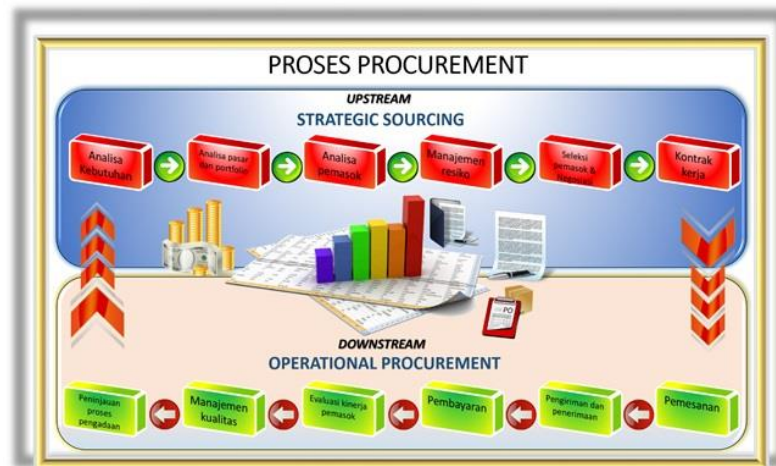 PROSES PROCUREMENT
UPSTREAM
STRATEGIC SOURCING
Analisa
Kebutuhan
Analisa pasar
dan portfolio
Analisa
pemasok
Manajemen
resiko
Seleksi
pemasok &
Negosiasi
Kontrak
kerja
PO
DOWNSTREAM
OPERATIONAL PROCUREMENT
Peninjauan
proses
pengadaan
Manajemen
kualitas
Evaluasi kinerja
pemasok
Pembayaran
Pengiriman dan
penerimaan
Pemesanan